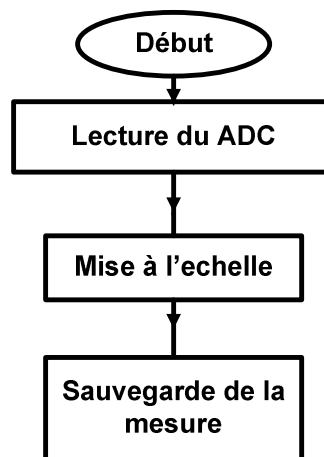 Début
Lecture du ADC
Mise à l'echelle
Sauvegarde de la
mesure